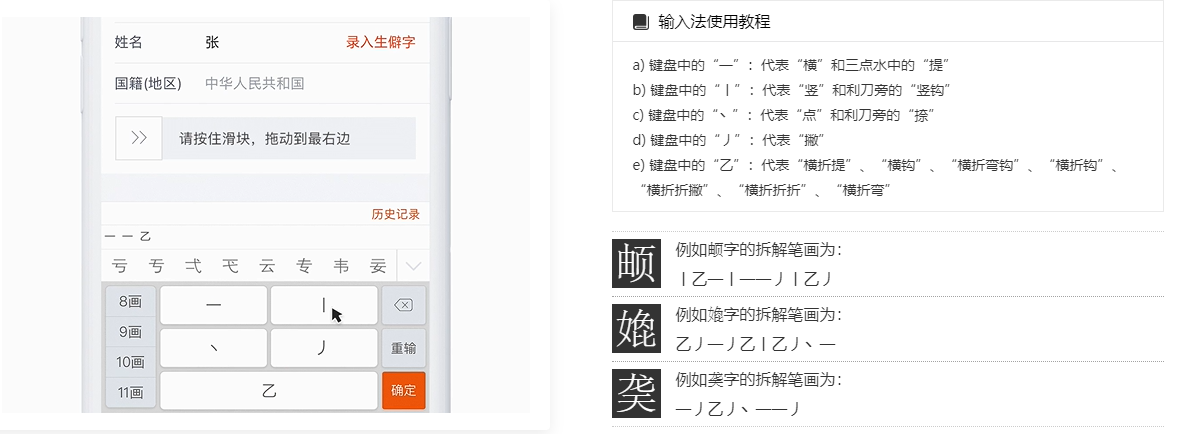 姓名 张 录入生僻字
国籍(地区) 中华人民共和国
>> 请按住滑块，拖动到最右边
历史记录
一 一 乙
亏 亐 弌 弍 云 专 韦 妛
8画 一 丨
9画
丶 丿 重输
10画
11画 乙 确定
输入法使用教程
a) 键盘中的“一”：代表“横”和三点水中的“提”
b) 键盘中的“丨”：代表“竖”和利刀旁的“竖钩”
c) 键盘中的“丶”：代表“点”和利刀旁的“捺”
d) 键盘中的“丿”：代表“撇”
e) 键盘中的“乙”：代表“横折提”、“横钩”、“横折弯钩”、“横折钩”、
“横折折撇”、“横折折折”、“横折弯”
例如字的拆解笔画为：
丨乙一丨一一丿丨乙丿
例如字的拆解笔画为：
乙丿一丿乙丨乙丿丶一
䶮 例如䶮字的拆解笔画为：
一丿乙丿丶一一丿